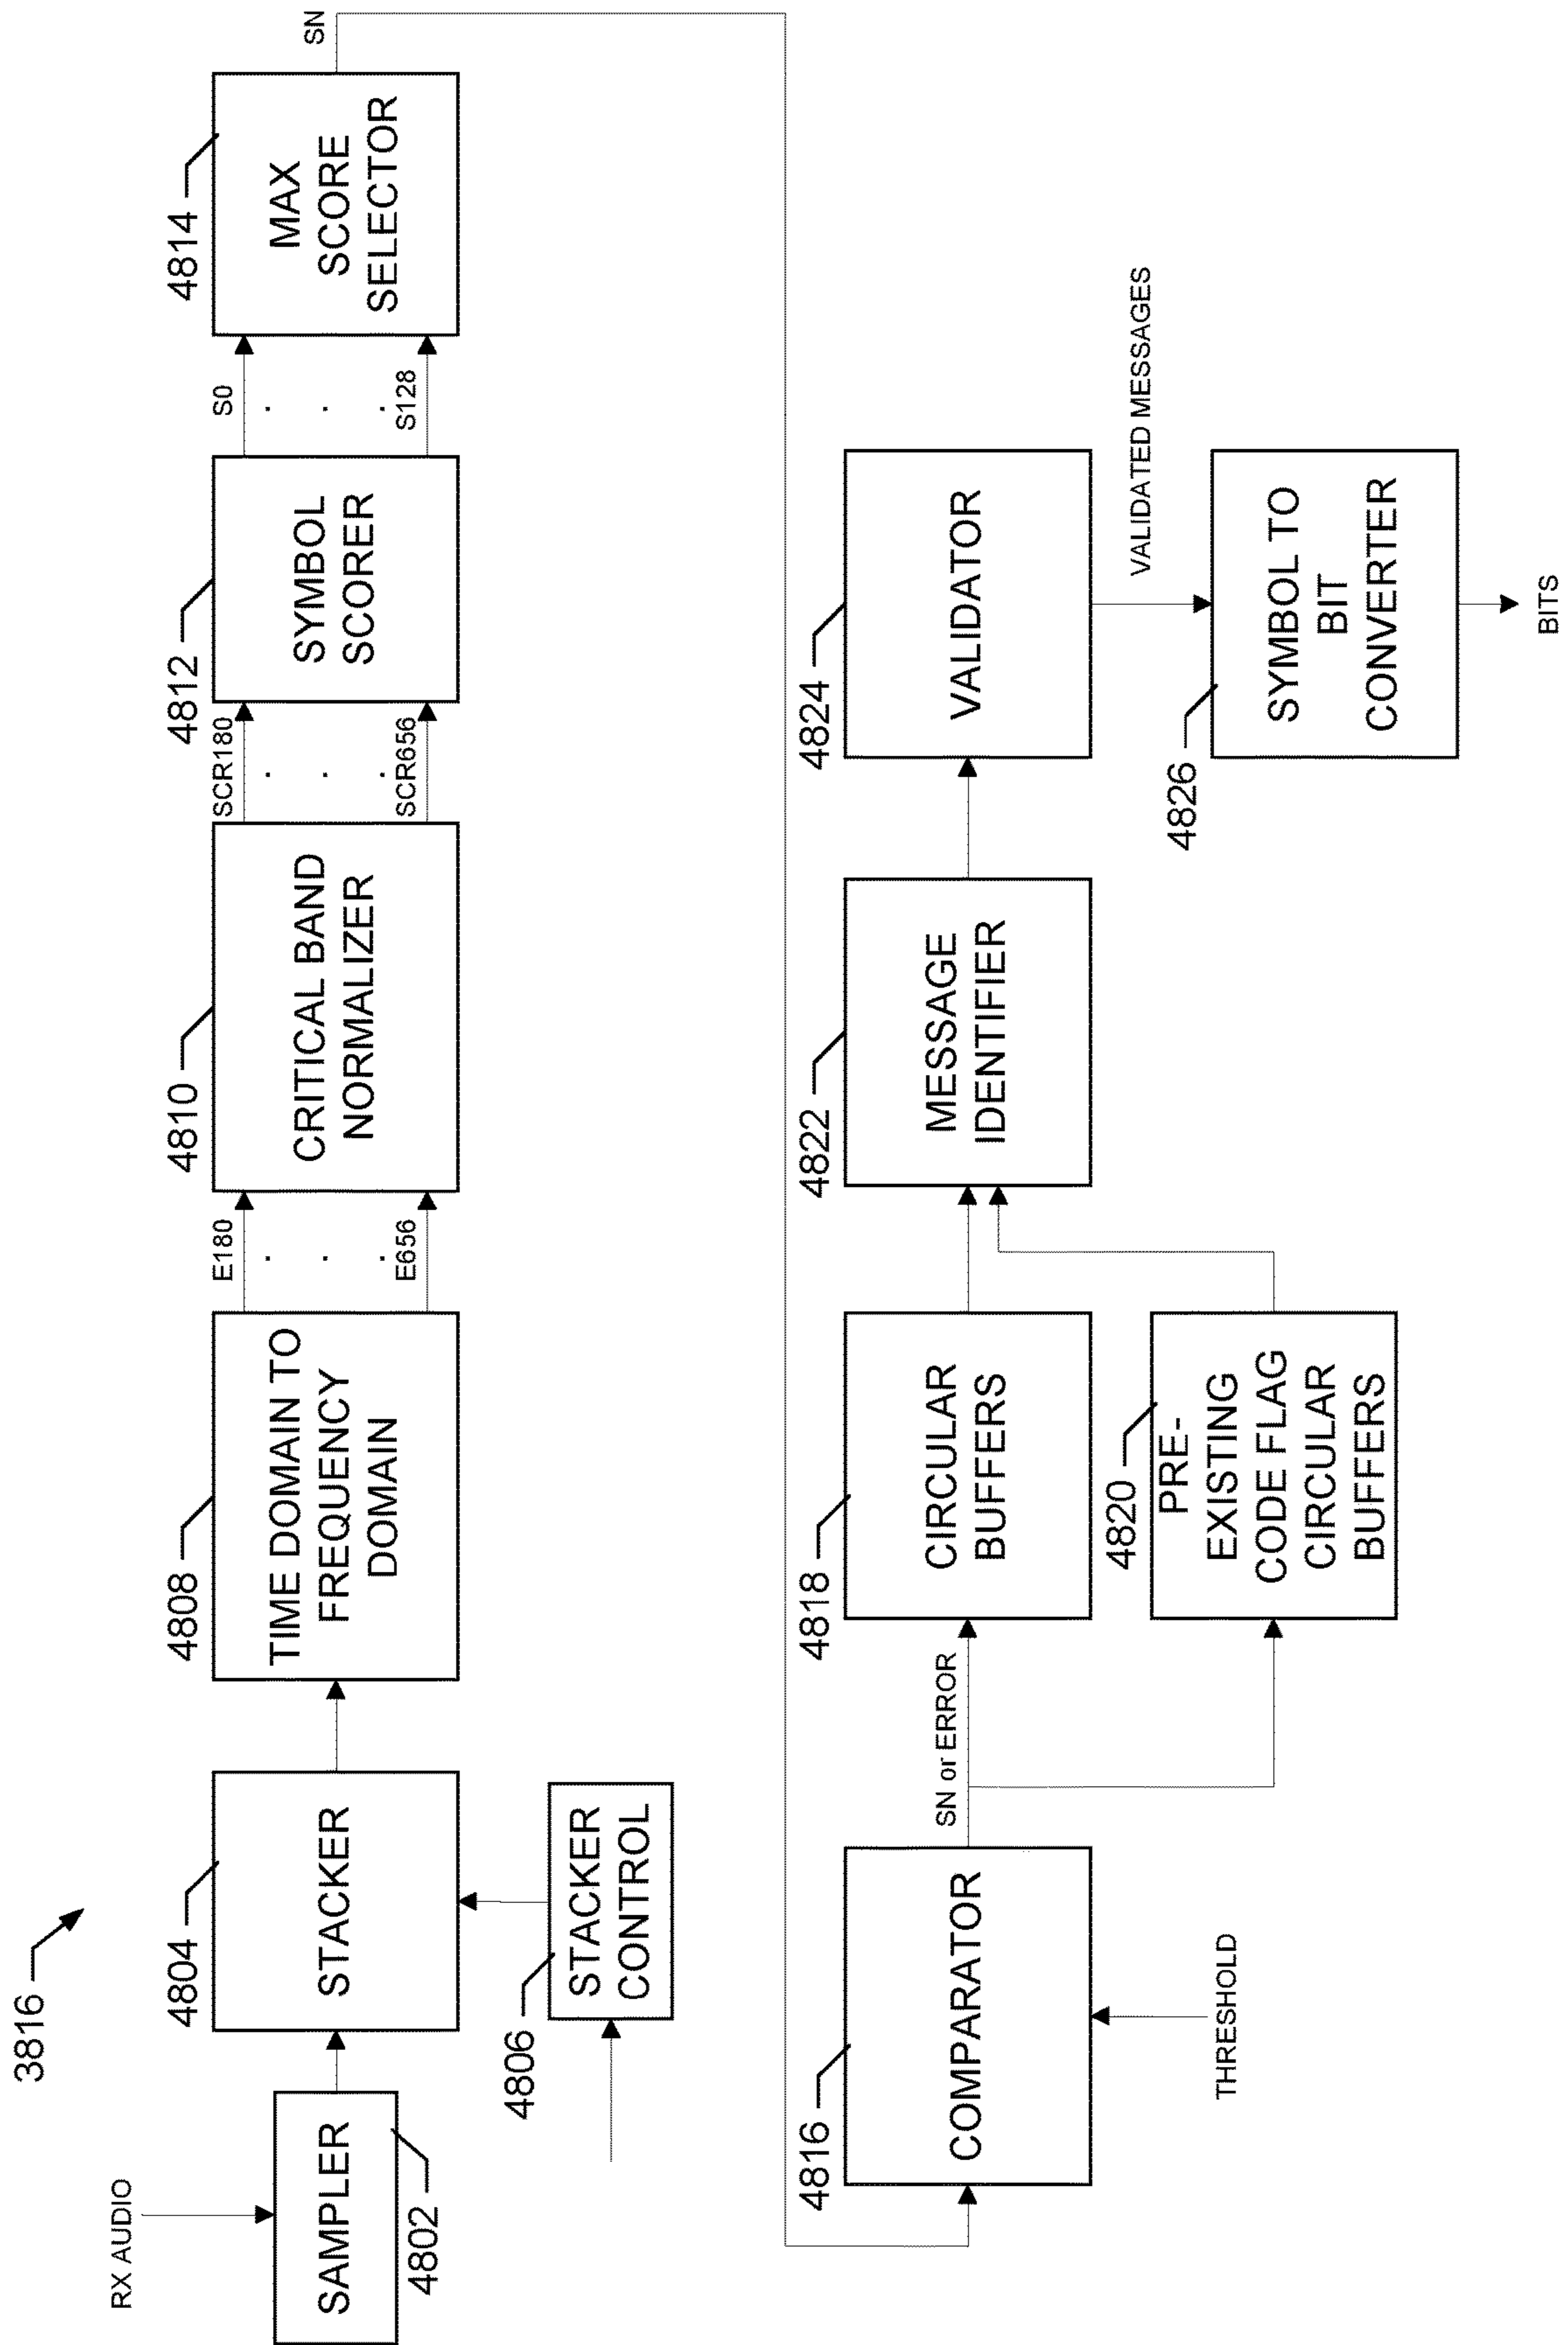 3816
RX AUDIO
SAMPLER
4802
4804
STACKER
4806
STACKER
CONTROL
4808
TIME DOMAIN TO
FREQUENCY
DOMAIN
E180
. . .
E656
4810
CRITICAL BAND
NORMALIZER
SCR180
. . .
SCR656
4812
SYMBOL
SCORER
S0
. . .
S128
4814
MAX
SCORE
SELECTOR
SN
4816
COMPARATOR
THRESHOLD
SN or ERROR
4818
CIRCULAR
BUFFERS
4820
PRE-
EXISTING
CODE FLAG
CIRCULAR
BUFFERS
4822
MESSAGE
IDENTIFIER
4824
VALIDATOR
VALIDATED MESSAGES
4826
SYMBOL TO
BIT
CONVERTER
BITS